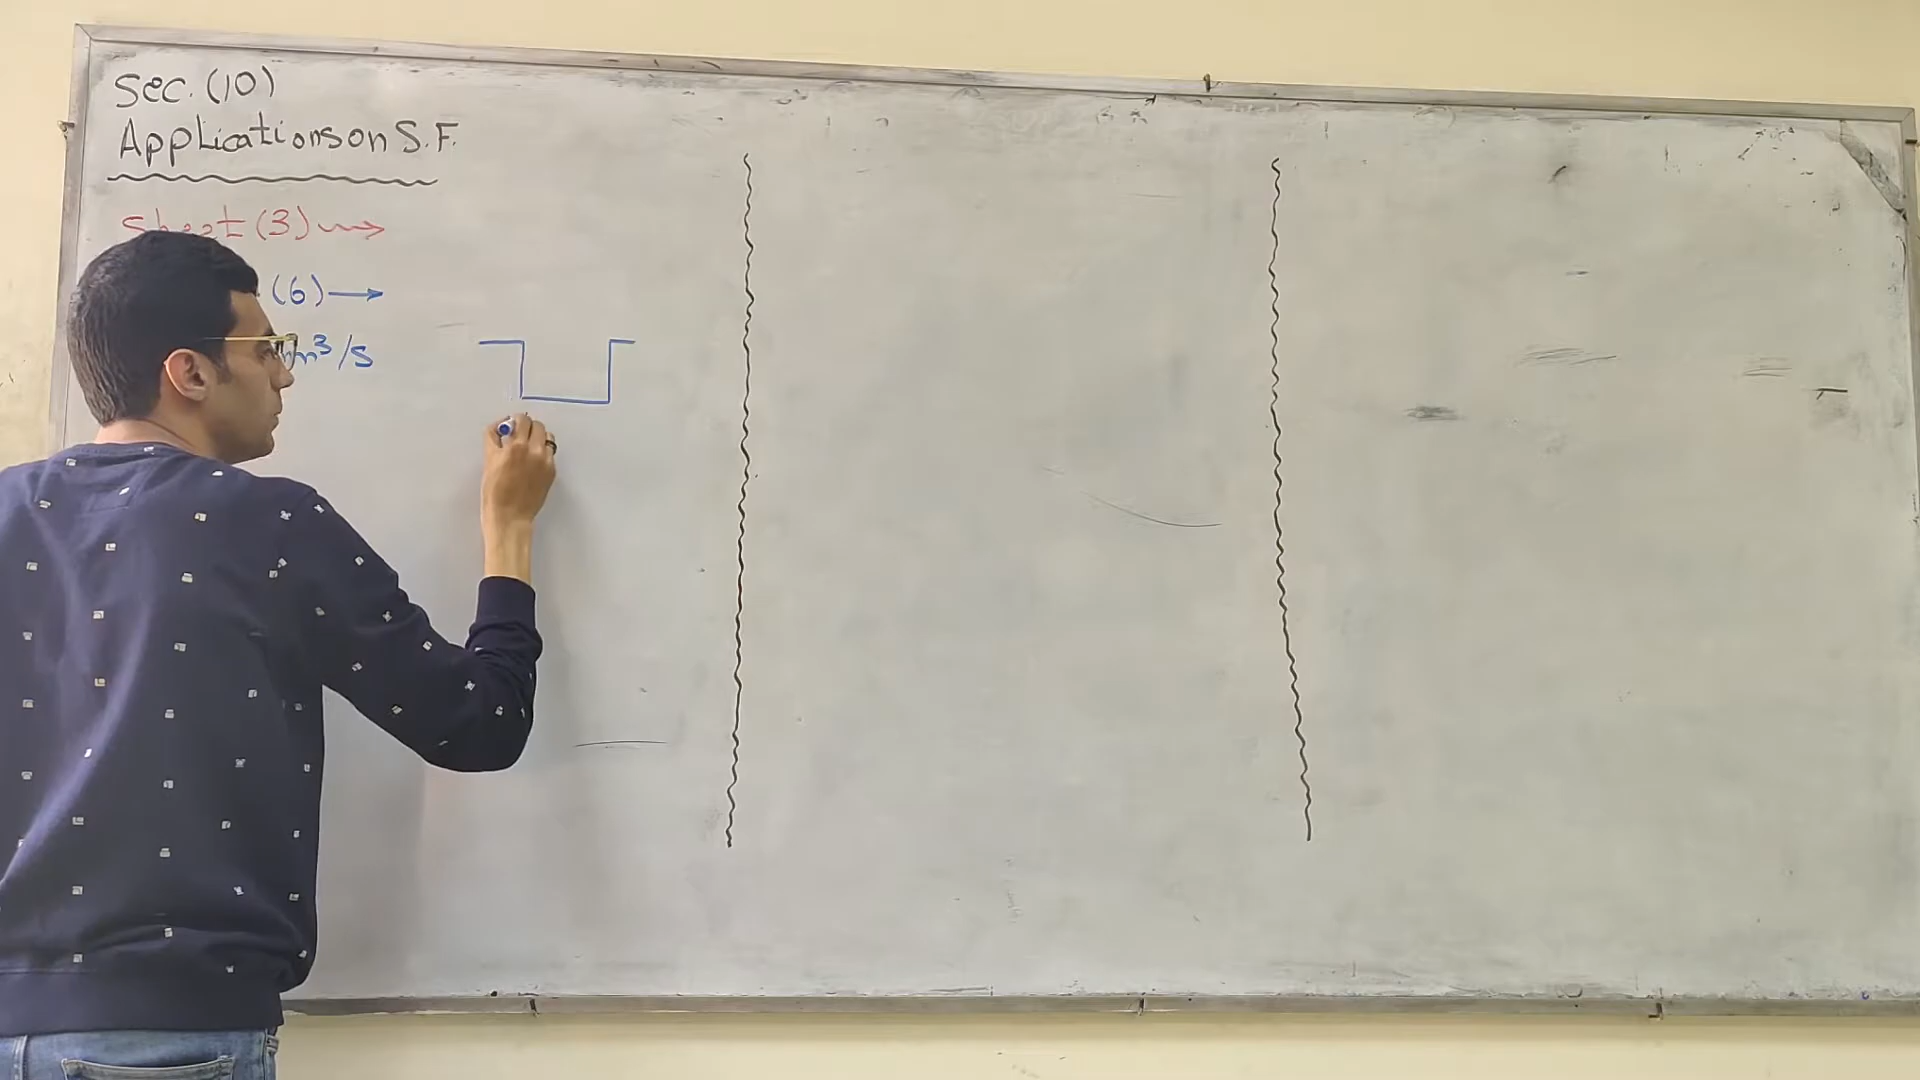 Sec. (10)
Applications on S.F.
Sheet (3)
(6)
m³/s